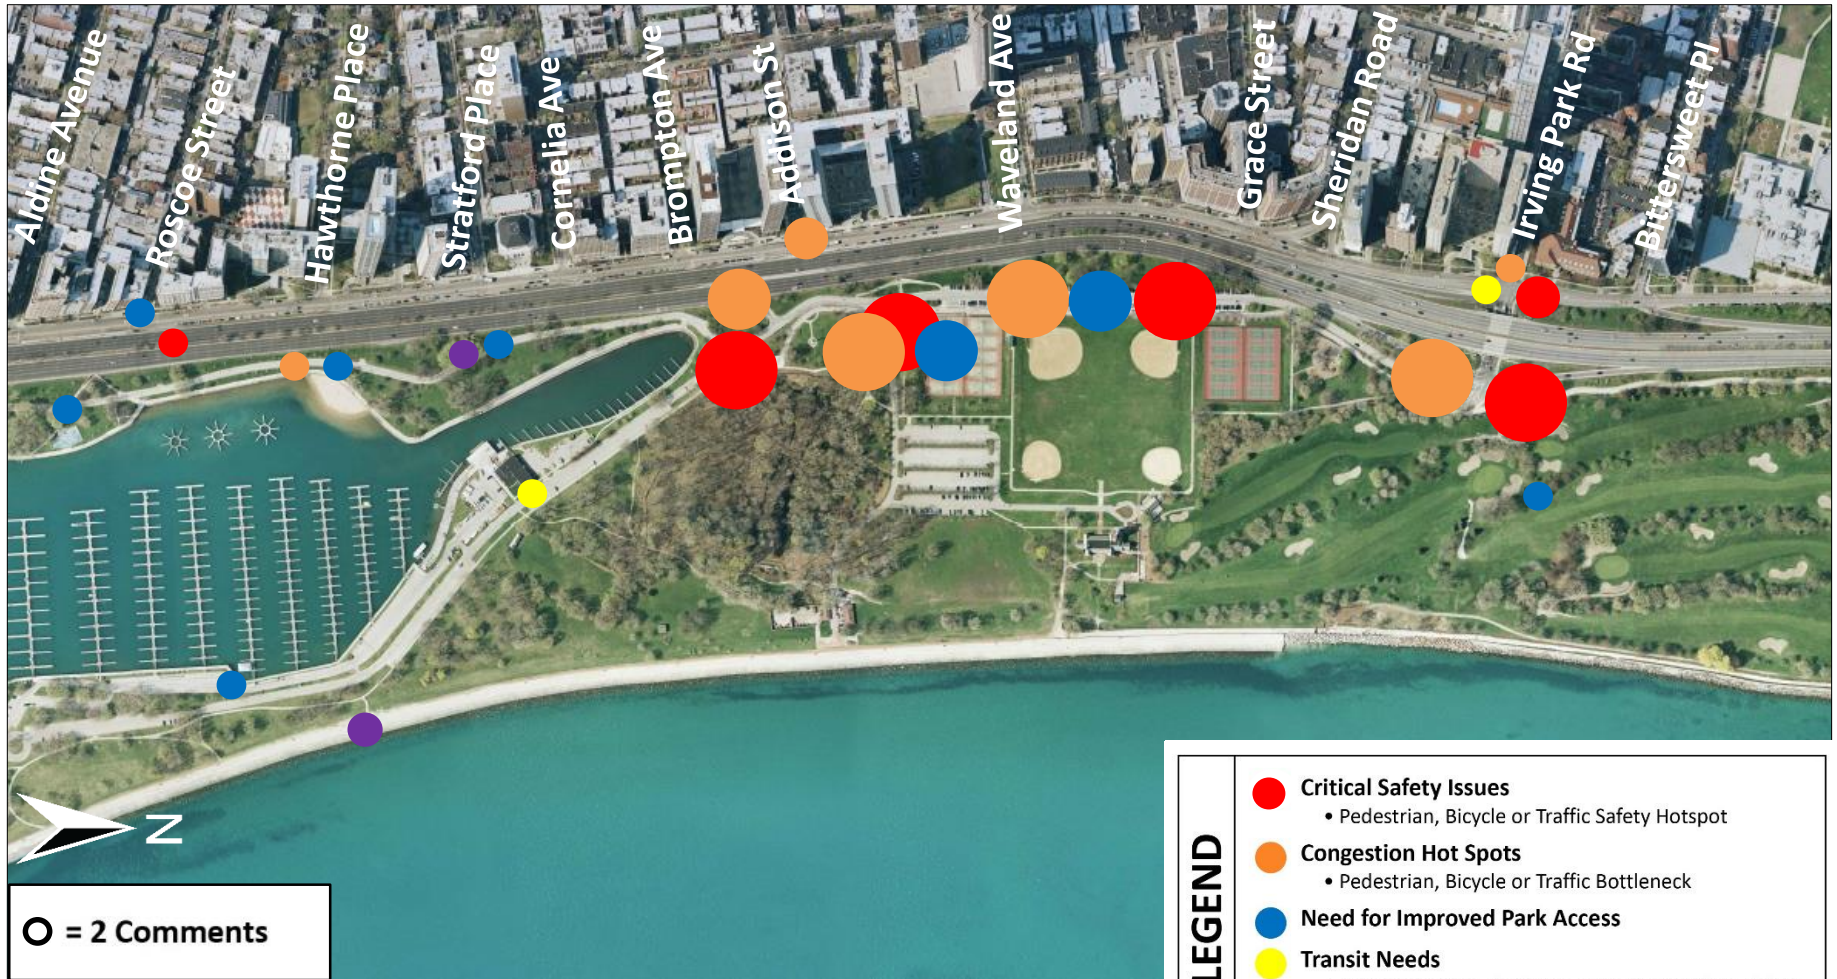 Aldine Avenue
Roscoe Street
Hawthorne Place
Stratford Place
Cornelia Ave
Brompton Ave
Addison St
Waveland Ave
Grace Street
Sheridan Road
Irving Park Rd
Bittersweet Pl
N
= 2 Comments
LEGEND
Critical Safety Issues
• Pedestrian, Bicycle or Traffic Safety Hotspot
Congestion Hot Spots
• Pedestrian, Bicycle or Traffic Bottleneck
Need for Improved Park Access
Transit Needs